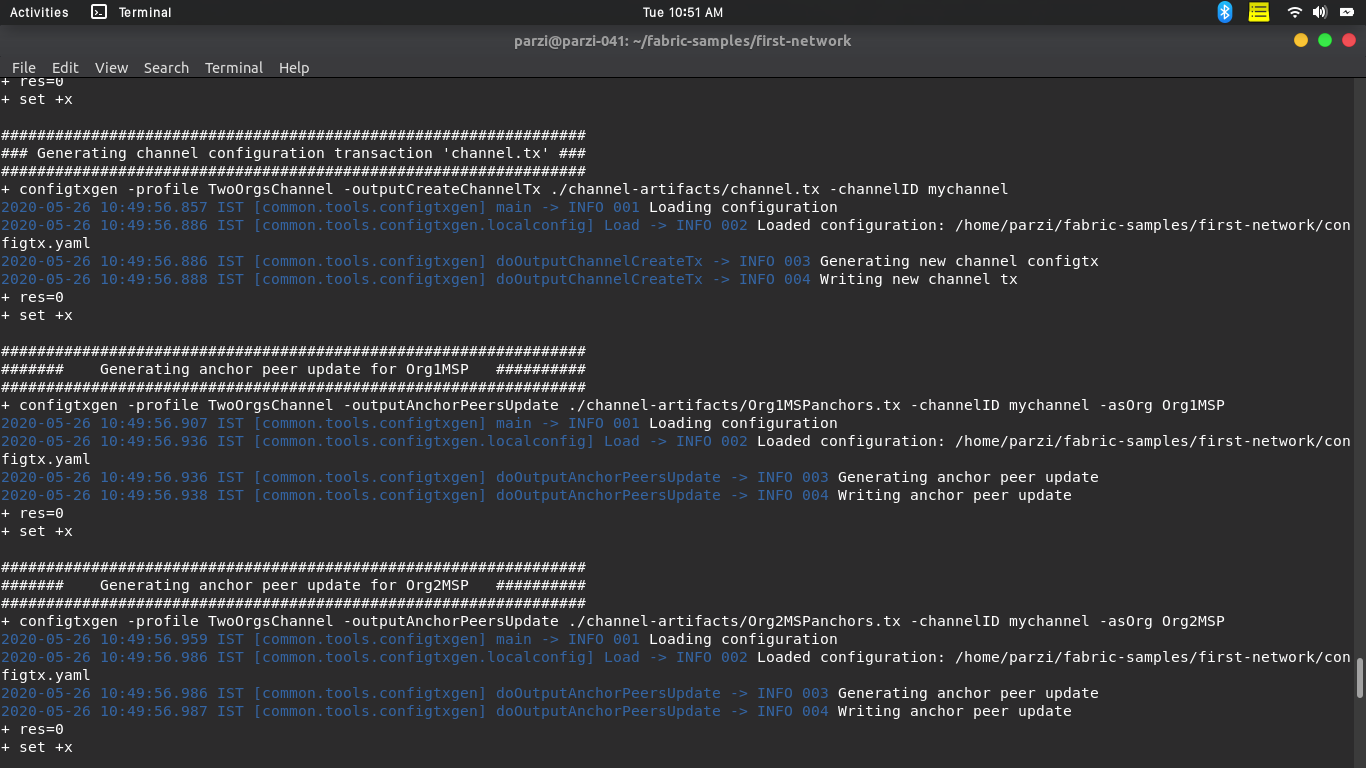 Activities Terminal Tue 10:51 AM
parzi@parzi-041: ~/fabric-samples/first-network
File Edit View Search Terminal Help
+ res=0
+ set +x
#################################################################
### Generating channel configuration transaction 'channel.tx' ###
#################################################################
+ configtxgen -profile TwoOrgsChannel -outputCreateChannelTx ./channel-artifacts/channel.tx -channelID mychannel
2020-05-26 10:49:56.857 IST [common.tools.configtxgen] main -> INFO 001 Loading configuration
2020-05-26 10:49:56.886 IST [common.tools.configtxgen.localconfig] Load -> INFO 002 Loaded configuration: /home/parzi/fabric-samples/first-network/con
figtx.yaml
2020-05-26 10:49:56.886 IST [common.tools.configtxgen] doOutputChannelCreateTx -> INFO 003 Generating new channel configtx
2020-05-26 10:49:56.888 IST [common.tools.configtxgen] doOutputChannelCreateTx -> INFO 004 Writing new channel tx
+ res=0
+ set +x
#################################################################
#######    Generating anchor peer update for Org1MSP   ##########
#################################################################
+ configtxgen -profile TwoOrgsChannel -outputAnchorPeersUpdate ./channel-artifacts/Org1MSPanchors.tx -channelID mychannel -asOrg Org1MSP
2020-05-26 10:49:56.907 IST [common.tools.configtxgen] main -> INFO 001 Loading configuration
2020-05-26 10:49:56.936 IST [common.tools.configtxgen.localconfig] Load -> INFO 002 Loaded configuration: /home/parzi/fabric-samples/first-network/con
figtx.yaml
2020-05-26 10:49:56.936 IST [common.tools.configtxgen] doOutputAnchorPeersUpdate -> INFO 003 Generating anchor peer update
2020-05-26 10:49:56.938 IST [common.tools.configtxgen] doOutputAnchorPeersUpdate -> INFO 004 Writing anchor peer update
+ res=0
+ set +x
#################################################################
#######    Generating anchor peer update for Org2MSP   ##########
#################################################################
+ configtxgen -profile TwoOrgsChannel -outputAnchorPeersUpdate ./channel-artifacts/Org2MSPanchors.tx -channelID mychannel -asOrg Org2MSP
2020-05-26 10:49:56.959 IST [common.tools.configtxgen] main -> INFO 001 Loading configuration
2020-05-26 10:49:56.986 IST [common.tools.configtxgen.localconfig] Load -> INFO 002 Loaded configuration: /home/parzi/fabric-samples/first-network/con
figtx.yaml
2020-05-26 10:49:56.986 IST [common.tools.configtxgen] doOutputAnchorPeersUpdate -> INFO 003 Generating anchor peer update
2020-05-26 10:49:56.987 IST [common.tools.configtxgen] doOutputAnchorPeersUpdate -> INFO 004 Writing anchor peer update
+ res=0
+ set +x